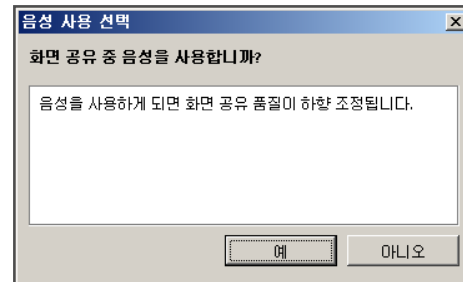 음성 사용 선택
화면 공유 중 음성을 사용합니까?
음성을 사용하게 되면 화면 공유 품질이 하향 조정됩니다.
예
아니오